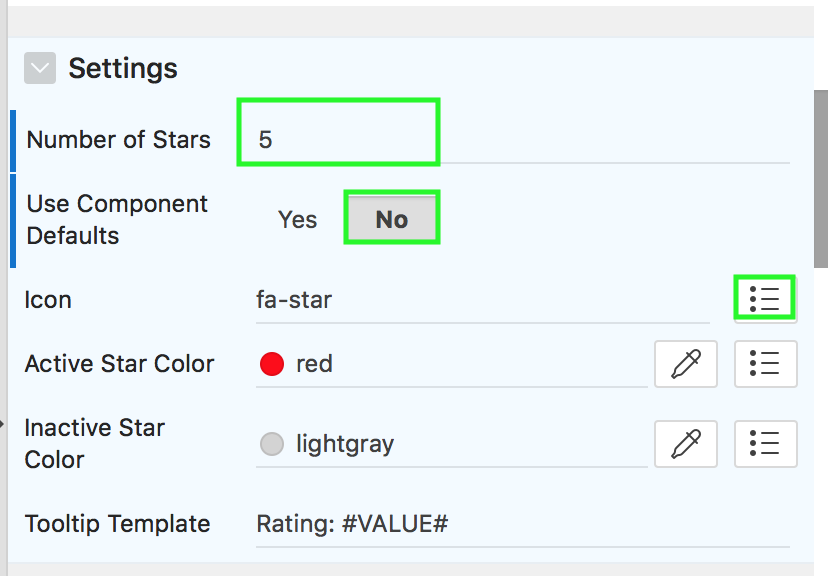 Settings
Number of Stars 5
Use Component
Defaults Yes No
Icon fa-star
Active Star Color red
Inactive Star
Color lightgray
Tooltip Template Rating: #VALUE#